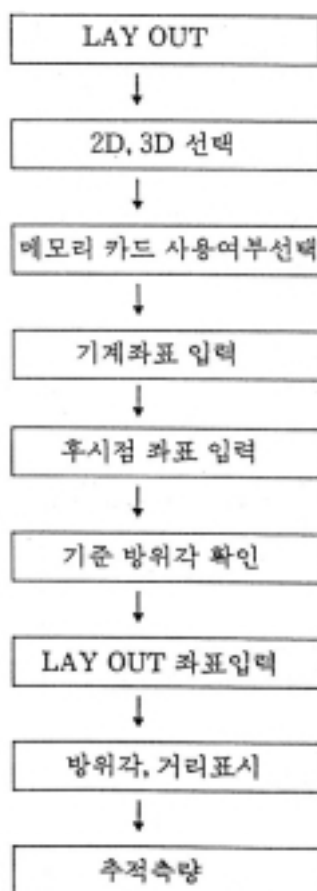 LAY OUT
2D, 3D 선택
메모리 카드 사용여부선택
기계좌표 입력
후시점 좌표 입력
기준 방위각 확인
LAY OUT 좌표입력
방위각, 거리표시
추적측량